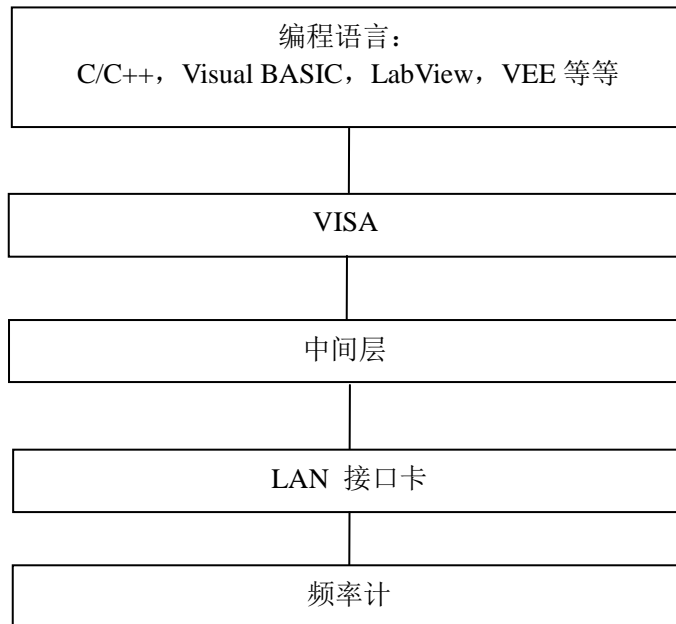 编程语言：
C/C++，Visual BASIC，LabView，VEE 等等
VISA
中间层
LAN 接口卡
频率计